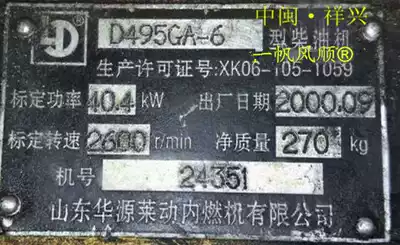 中闽·祥兴
D495GA-6 型柴油机
一帆风顺®
生产许可证号:XK06-105-1059
标定功率 40.4 kW 出厂日期 2000.09
标定转速 2600 r/min 净质量 270 kg
机号 24351
山东华源莱动内燃机有限公司